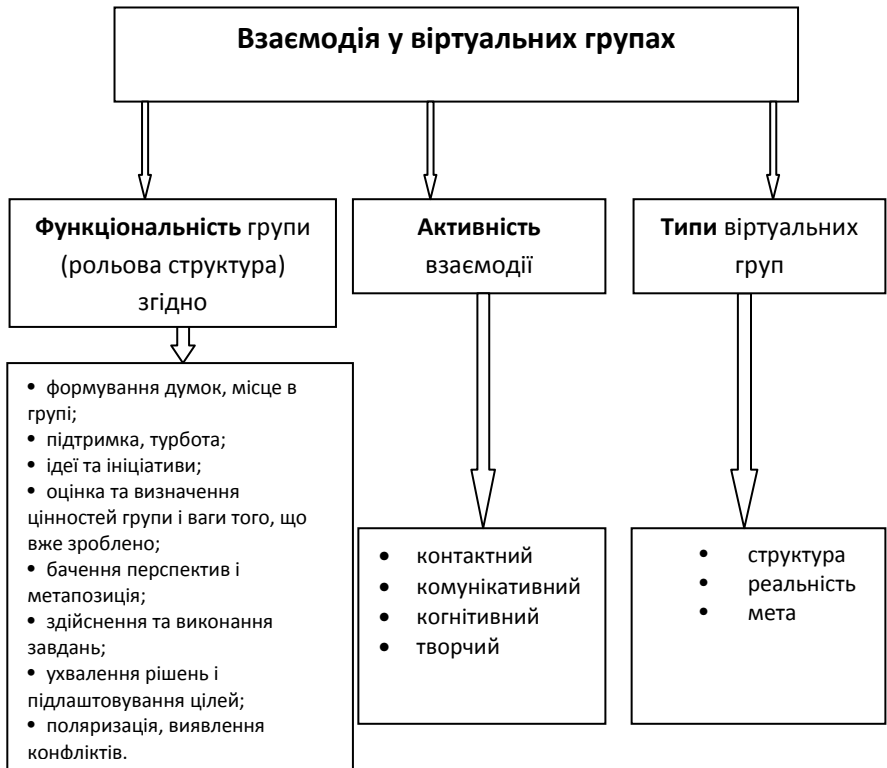 Взаємодія у віртуальних групах
Функціональність групи
(рольова структура)
згідно
Активність
взаємодії
Типи віртуальних
груп
• формування думок, місце в
групі;
• підтримка, турбота;
• ідеї та ініціативи;
• оцінка та визначення
цінностей групи і ваги того, що
вже зроблено;
• бачення перспектив і
метапозиція;
• здійснення та виконання
завдань;
• ухвалення рішень і
підлаштовування цілей;
• поляризація, виявлення
конфліктів.
• контактний
• комунікативний
• когнітивний
• творчий
• структура
• реальність
• мета